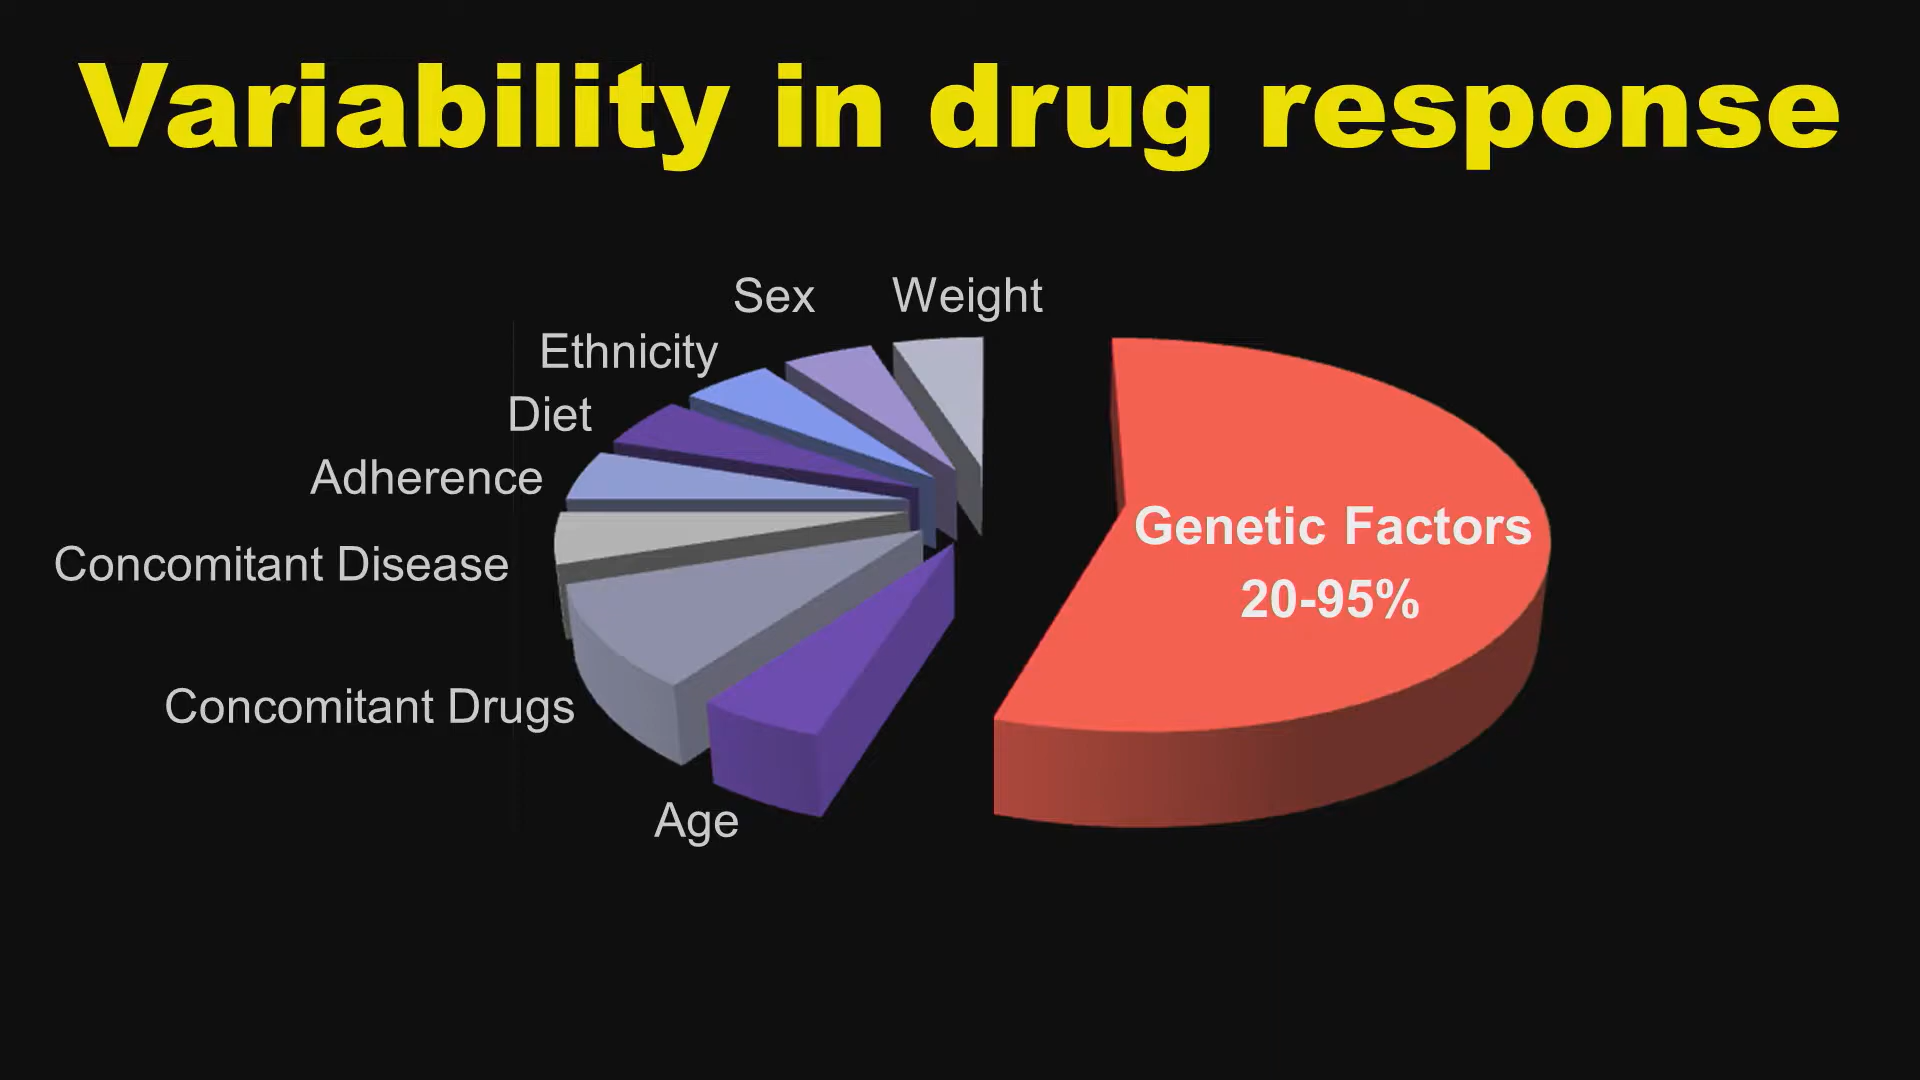 Variability in drug response
Sex
Weight
Ethnicity
Diet
Adherence
Concomitant Disease
Concomitant Drugs
Age
Genetic Factors
20-95%